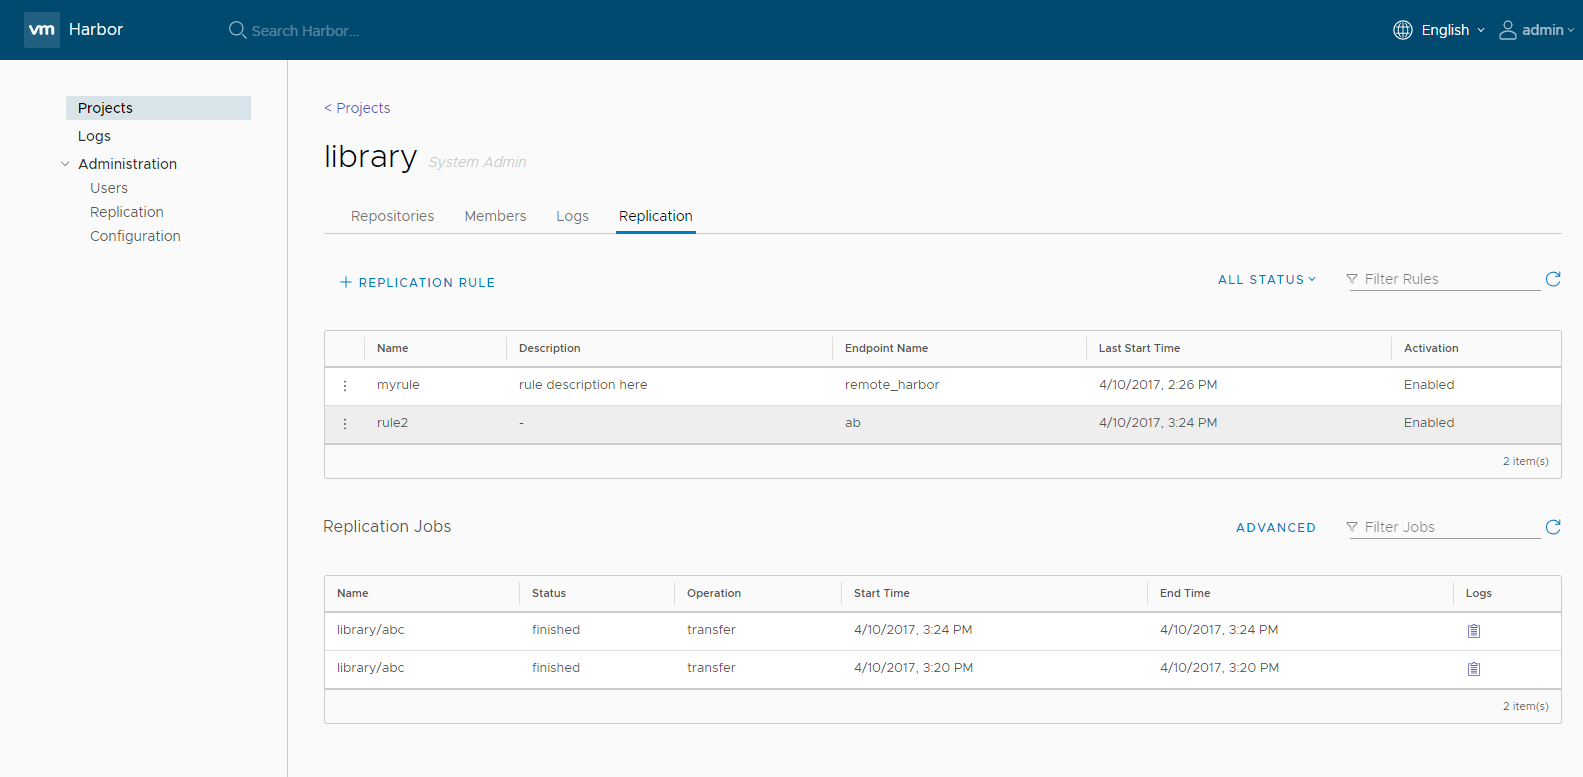 vm Harbor Search Harbor... English admin
Projects
Logs
Administration
Users
Replication
Configuration
< Projects
library System Admin
Repositories Members Logs Replication
+ REPLICATION RULE ALL STATUS Filter Rules
Name Description Endpoint Name Last Start Time Activation
myrule rule description here remote_harbor 4/10/2017, 2:26 PM Enabled
rule2 - ab 4/10/2017, 3:24 PM Enabled
2 item(s)
Replication Jobs ADVANCED Filter Jobs
Name Status Operation Start Time End Time Logs
library/abc finished transfer 4/10/2017, 3:24 PM 4/10/2017, 3:24 PM
library/abc finished transfer 4/10/2017, 3:20 PM 4/10/2017, 3:20 PM
2 item(s)